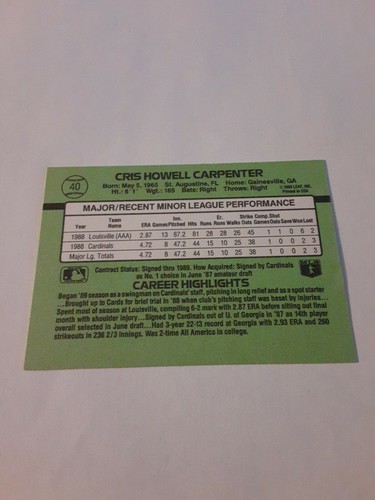 40
CRIS HOWELL CARPENTER
Born: May 5, 1965 St. Augustine, FL Home: Gainesville, GA
Ht.: 6' 1" Wgt.: 185 Bats: Right Throws: Right
© 1989 LEAF, INC.
Printed in USA
MAJOR/RECENT MINOR LEAGUE PERFORMANCE
Year Team Name ERA Games Inn. Pitched Hits Runs Er. Runs Walks Strike Outs Comp. Games Shut Outs Save Won Lost
1988 Louisville (AAA) 2.87 13 87.2 81 28 28 26 45 1 1 0 6 2
1988 Cardinals 4.72 8 47.2 44 15 10 25 38 1 0 0 2 3
Major Lg. Totals 4.72 8 47.2 44 15 10 25 38 1 0 0 2 3
Contract Status: Signed thru 1989. How Acquired: Signed by Cardinals
as No. 1 choice in June '87 amateur draft
CAREER HIGHLIGHTS
Began '89 season as a swingman on Cardinals' staff, pitching in long relief and as a spot starter
...Brought up to Cards for brief trial in '88 when club's pitching staff was beset by injuries...
Spent most of season at Louisville, compiling 6-2 mark with 2.87 ERA before sitting out final
month with shoulder injury...Signed by Cardinals out of U. of Georgia in '87 as 14th player
overall selected in June draft...Had 3-year 22-13 record at Georgia with 2.93 ERA and 260
strikeouts in 236 2/3 innings. Was 2-time All America in college.